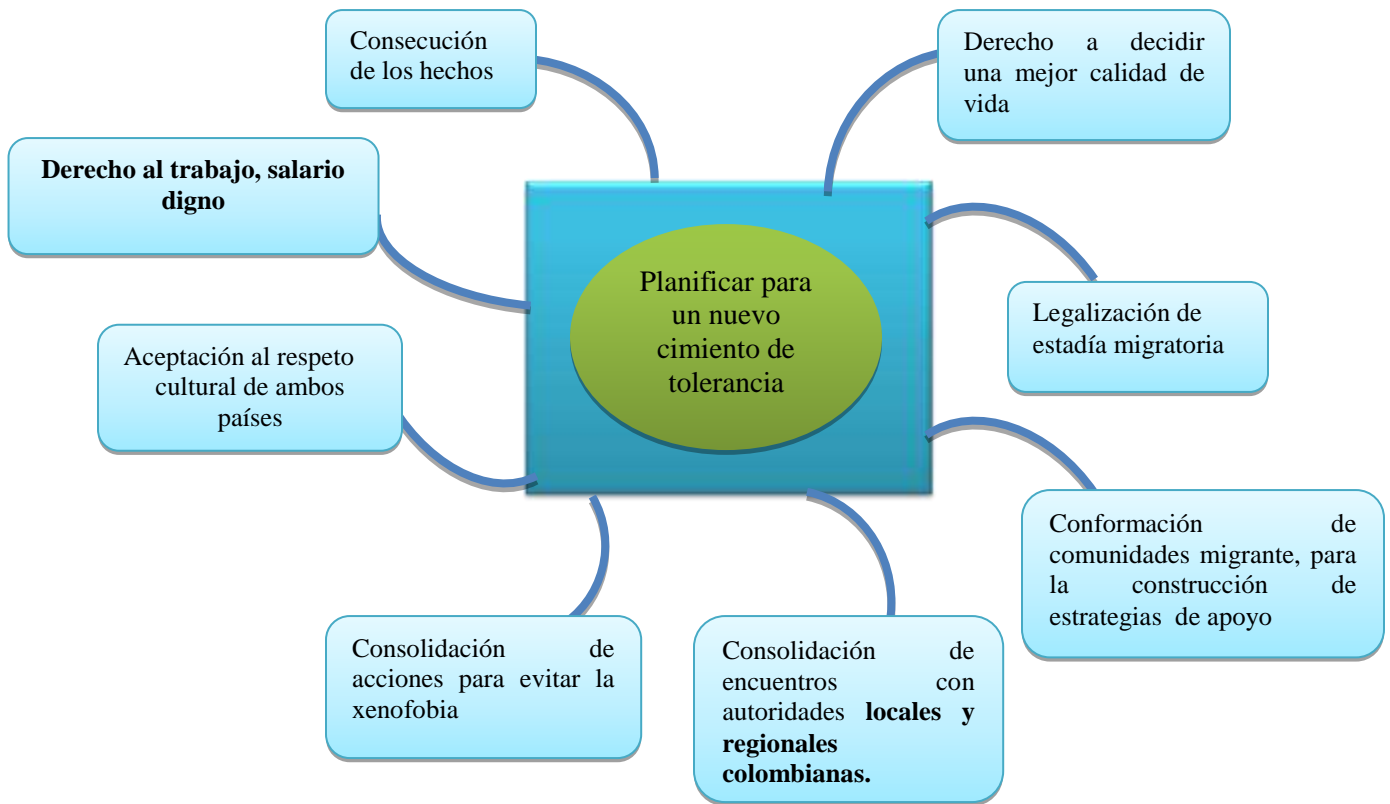 Consecución
de los hechos
Derecho a decidir
una mejor calidad de
vida
Derecho al trabajo, salario
digno
Planificar para
un nuevo
cimiento de
tolerancia
Legalización de
estadía migratoria
Aceptación al respeto
cultural de ambos
países
Conformación de
comunidades migrante, para
la construcción de
estrategias de apoyo
Consolidación de
acciones para evitar la
xenofobia
Consolidación de
encuentros con
autoridades locales y
regionales
colombianas.